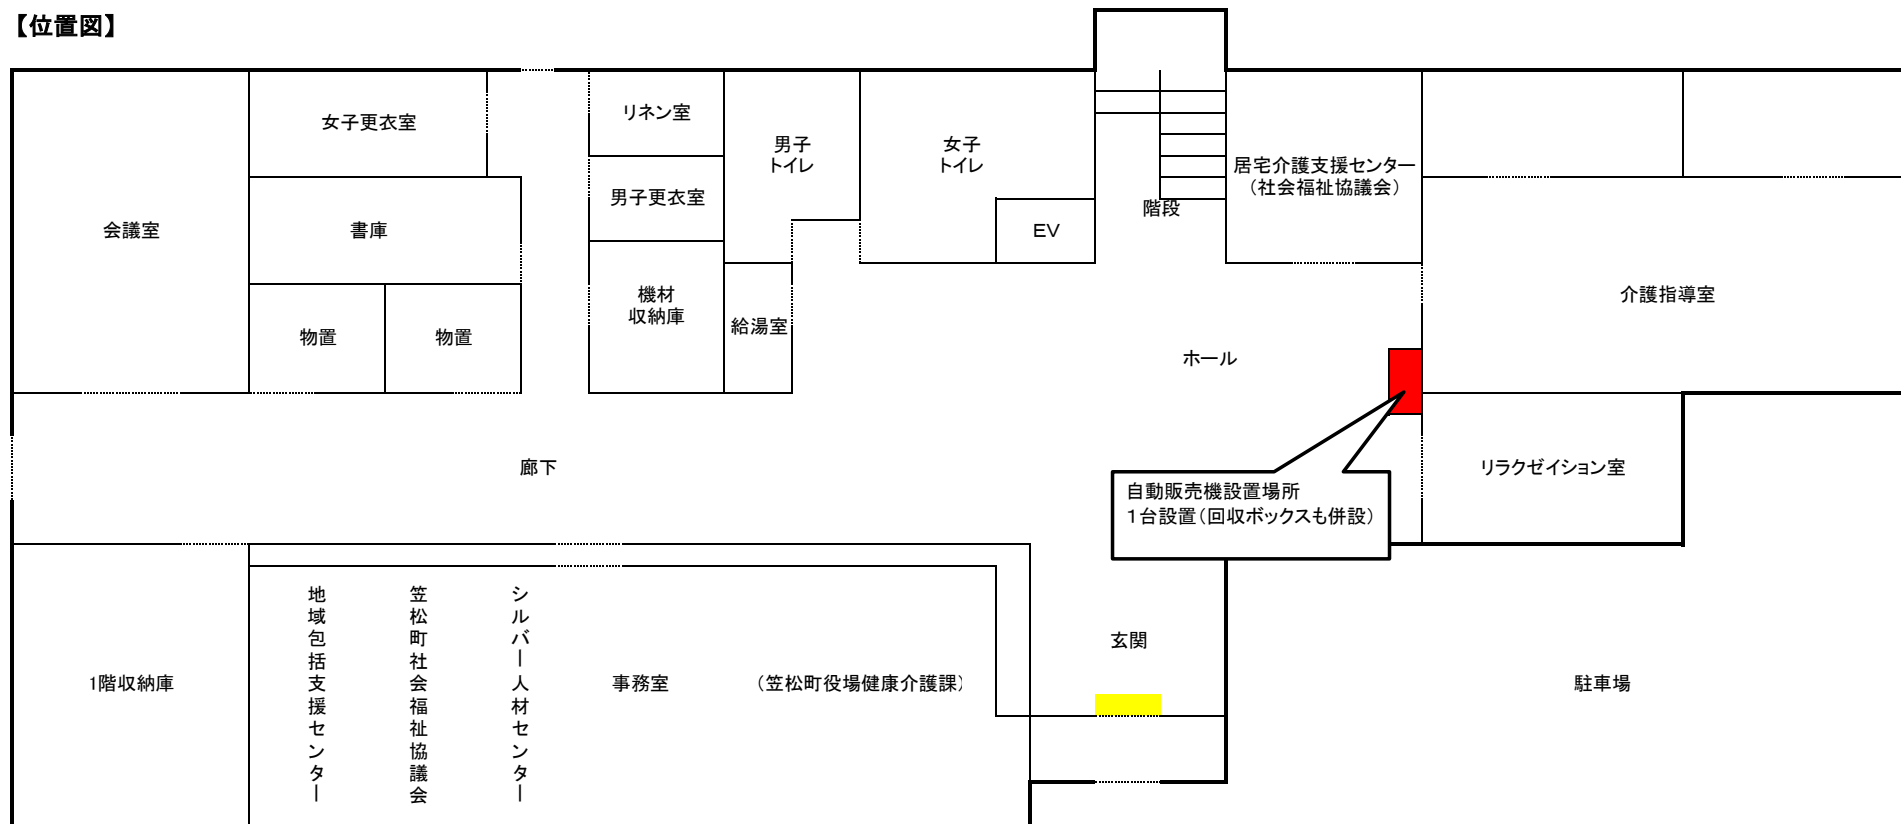 【位置図】
女子更衣室
リネン室
男子
トイレ
女子
トイレ
居宅介護支援センター
（社会福祉協議会）
男子更衣室
階段
会議室
書庫
EV
機材
収納庫
介護指導室
給湯室
物置
物置
ホール
廊下
リラクゼイション室
自動販売機設置場所
１台設置（回収ボックスも併設）
地域包括支援センター
笠松町社会福祉協議会
シルバー人材センター
玄関
1階収納庫
事務室
（笠松町役場健康介護課）
駐車場